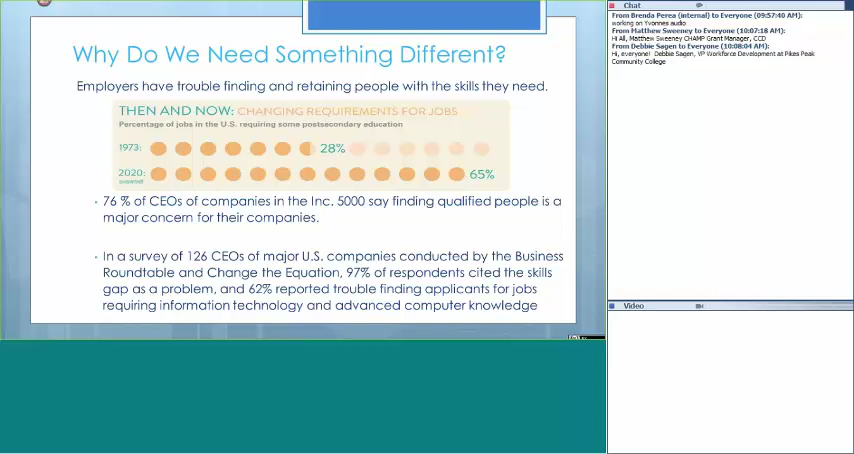 Why Do We Need Something Different?
Employers have trouble finding and retaining people with the skills they need.
THEN AND NOW: CHANGING REQUIREMENTS FOR JOBS
Percentage of jobs in the U.S. requiring some postsecondary education
1973: 28%
2020: 65%
• 76 % of CEOs of companies in the Inc. 5000 say finding qualified people is a
major concern for their companies.
• In a survey of 126 CEOs of major U.S. companies conducted by the Business
Roundtable and Change the Equation, 97% of respondents cited the skills
gap as a problem, and 62% reported trouble finding applicants for jobs
requiring information technology and advanced computer knowledge
Chat
From Brenda Perea (internal) to Everyone (09:57:40 AM):
working on Yvonnes audio
From Matthew Sweeney to Everyone (10:07:18 AM):
Hi All, Matthew Sweeney CHAMP Grant Manager, CCD
From Debbie Sagen to Everyone (10:08:04 AM):
Hi, everyone! Debbie Sagen, VP Workforce Development at Pikes Peak
Community College
Video